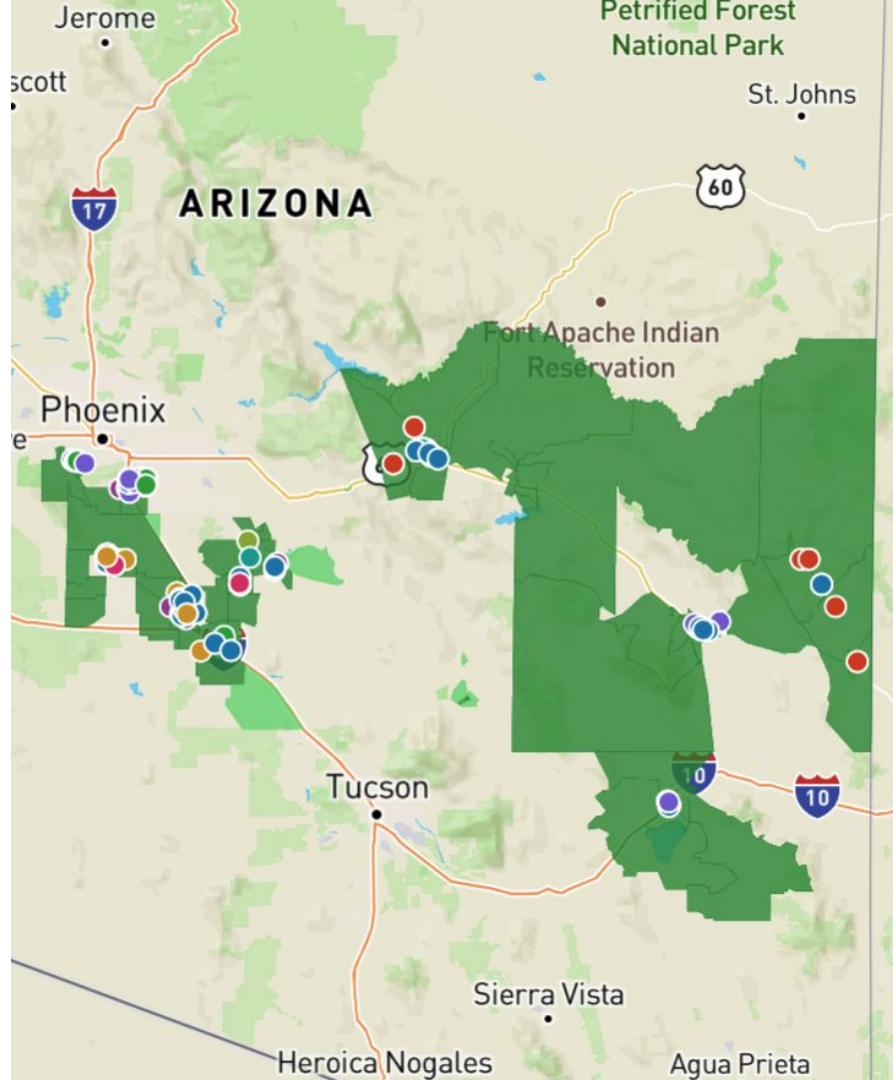 Petrified Forest
National Park
Jerome
scott
St. Johns
60
ARIZONA
17
Fort Apache Indian
Reservation
Phoenix
e
6
10
10
Tucson
Sierra Vista
Heroica Nogales
Agua Prieta